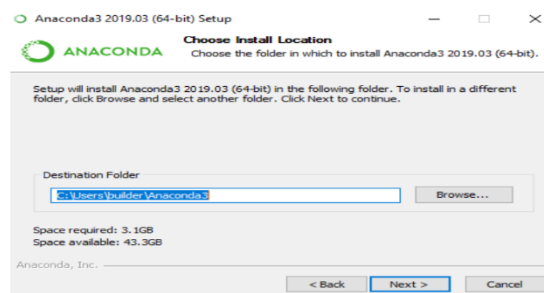 Anaconda3 2019.03 (64-bit) Setup
ANACONDA
Choose Install Location
Choose the folder in which to install Anaconda3 2019.03 (64-bit).
Setup will install Anaconda3 2019.03 (64-bit) in the following folder. To install in a different
folder, click Browse and select another folder. Click Next to continue.
Destination Folder
C:\Users\builder\Anaconda3
Browse...
Space required: 3.1GB
Space available: 43.3GB
Anaconda, Inc.
< Back
Next >
Cancel